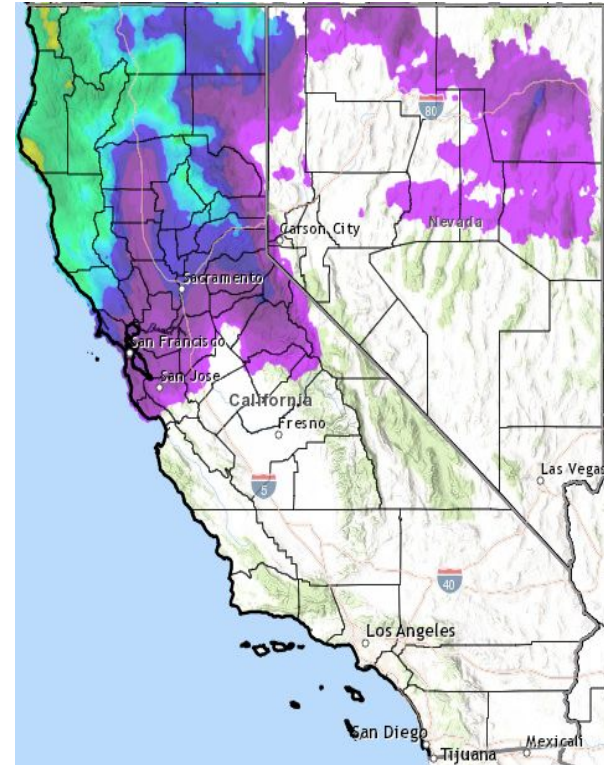 80
Nevada
Carson City
Sacramento
San Francisco
San Jose
California
Fresno
Las Vegas
5
40
Los Angeles
San Diego
Mexicali
Tijuana